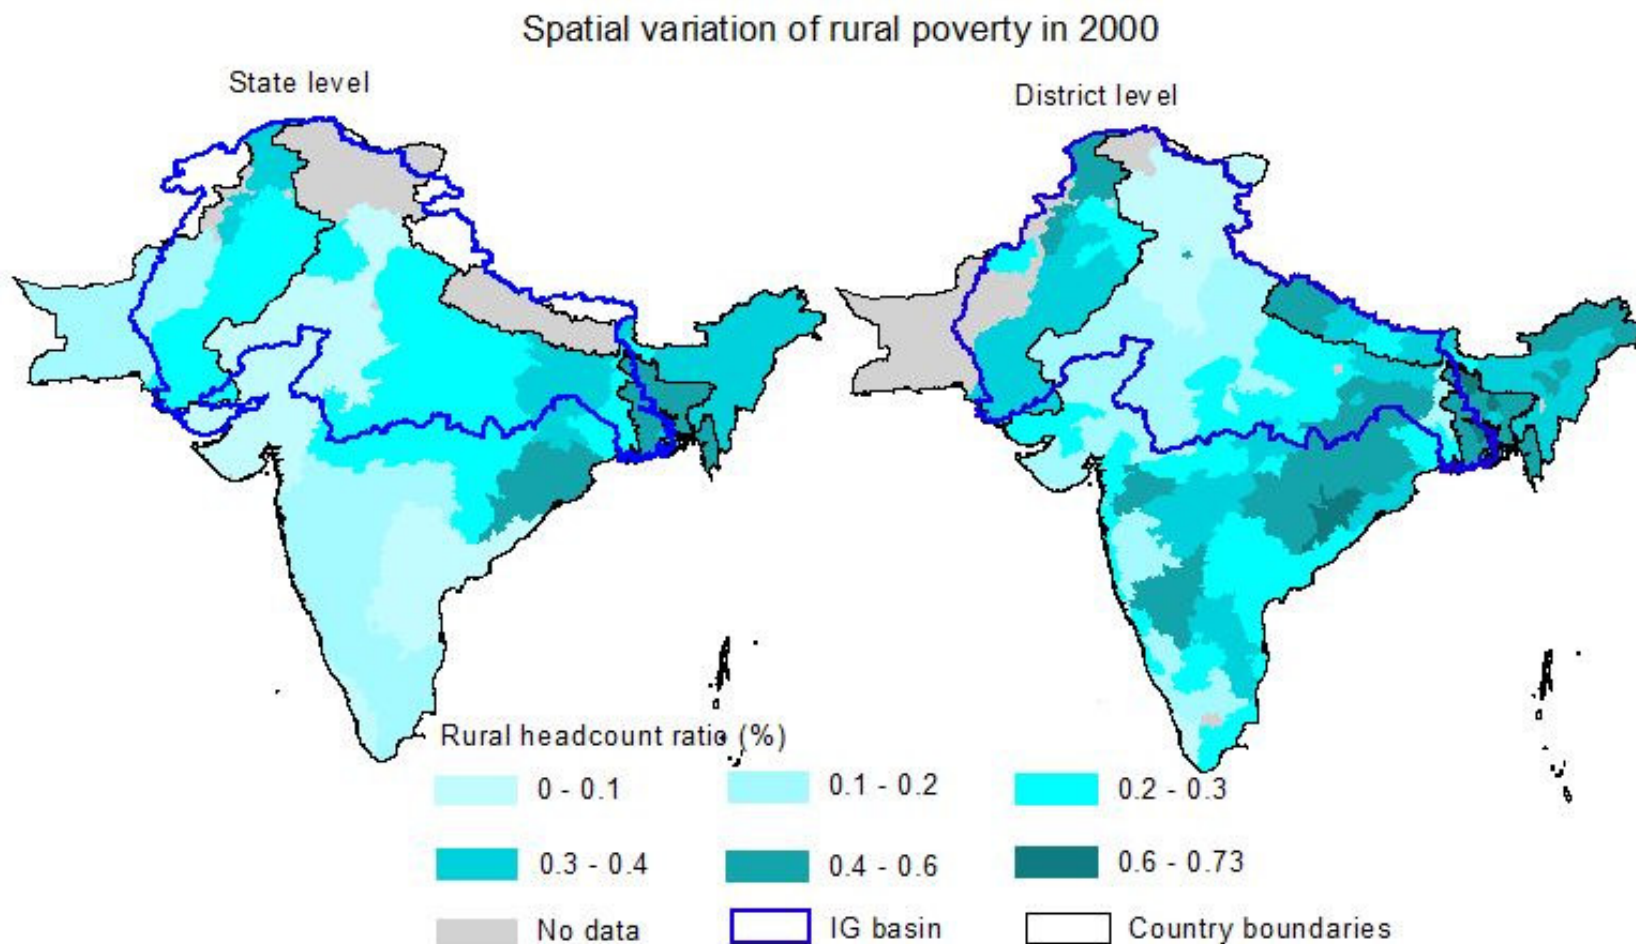 Spatial variation of rural poverty in 2000
State level
District level
Rural headcount ratio (%)
0 - 0.1
0.1 - 0.2
0.2 - 0.3
0.3 - 0.4
0.4 - 0.6
0.6 - 0.73
No data
IG basin
Country boundaries